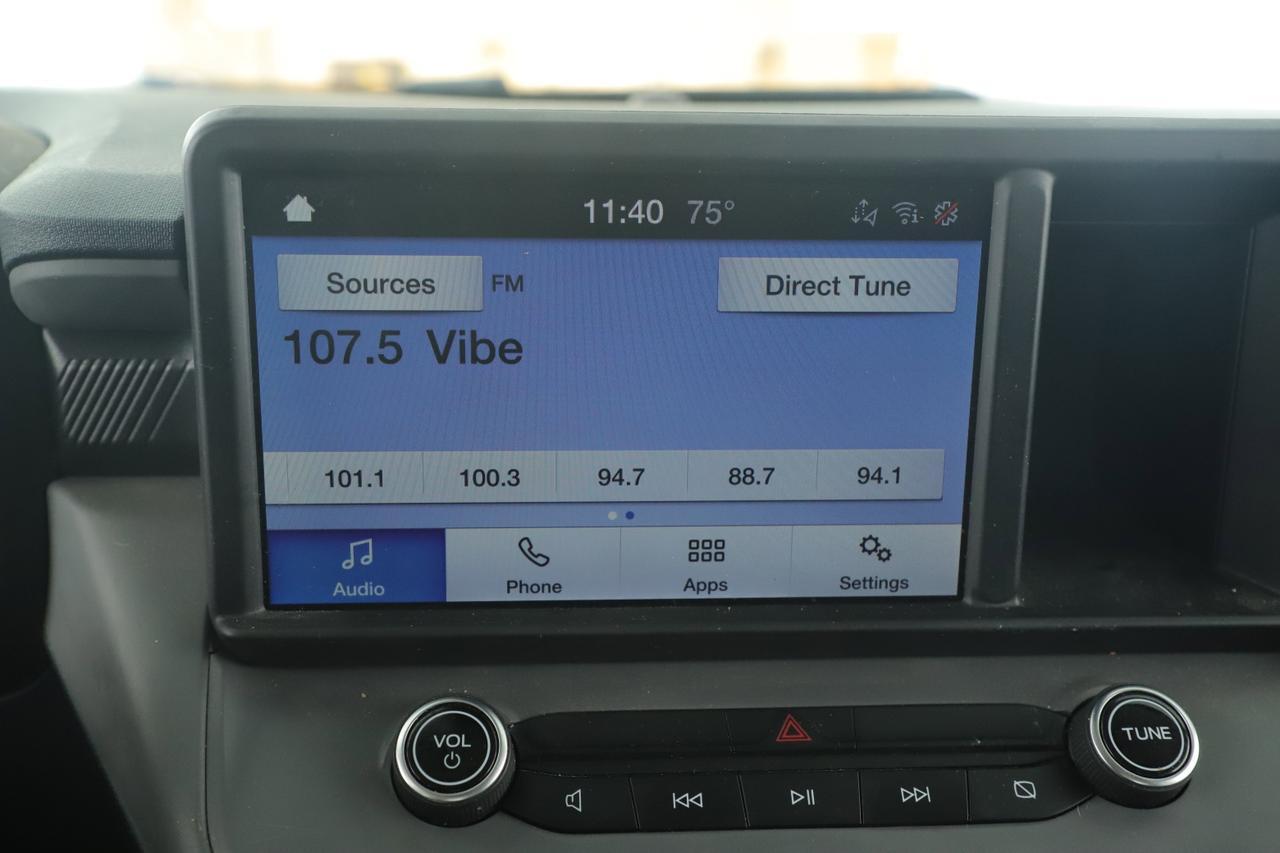 11:40 75°
Sources FM Direct Tune
107.5 Vibe
101.1 100.3 94.7 88.7 94.1
Audio Phone Apps Settings
VOL TUNE